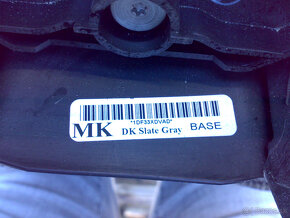 *1DF33XDVAD*
MK DK Slate Gray BASE